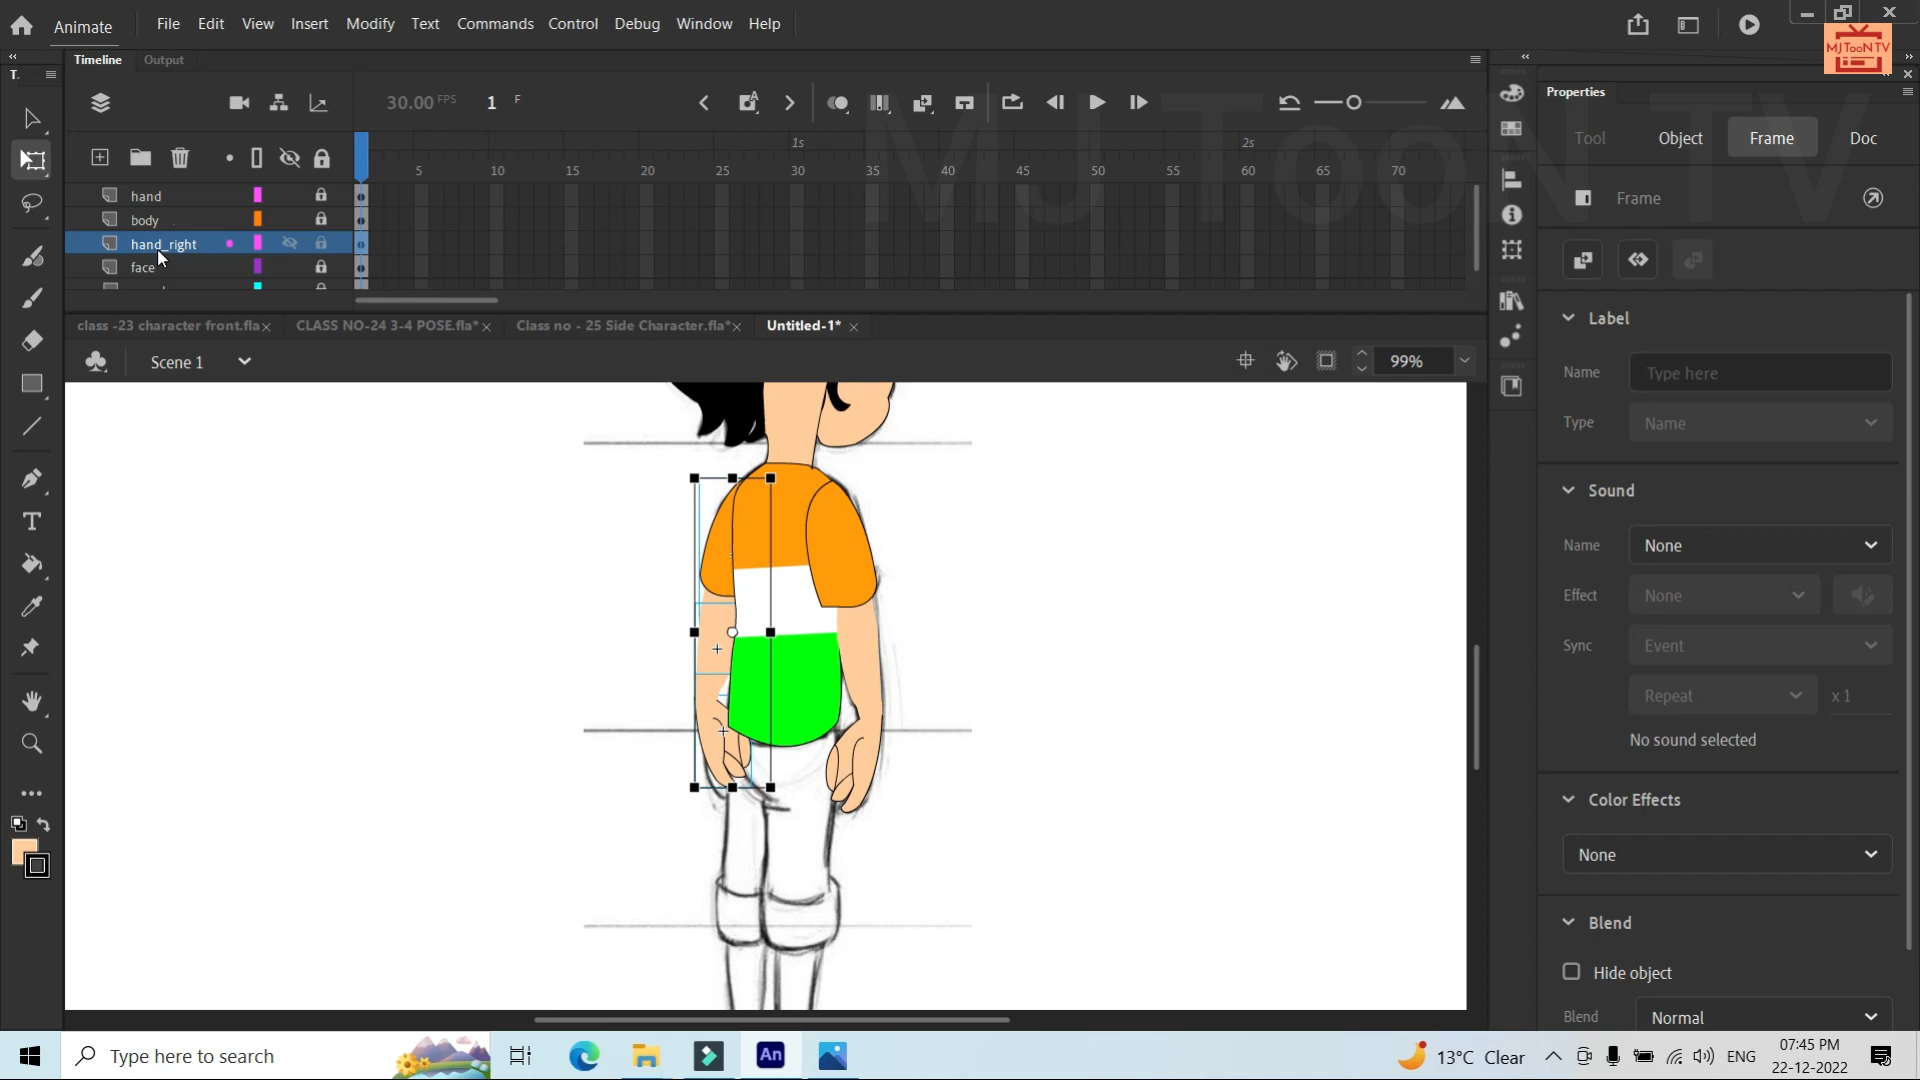 Animate File Edit View Insert Modify Text Commands Control Debug Window Help
MJTooNTV
Timeline Output
T.
Properties
30.00 FPS 1 F
Tool Object Frame Doc
1s 2s
5 10 15 20 25 30 35 40 45 50 55 60 65 70
MJ TooN TV
hand
body
hand_right
face
Frame
Label
class -23 character front.fla CLASS NO-24 3-4 POSE.fla* Class no - 25 Side Character.fla* Untitled-1*
Scene 1 99%
Name Type here
Type Name
Sound
Name None
Effect None
Sync Event
Repeat x 1
No sound selected
Color Effects
None
Blend
Hide object
Blend Normal
Type here to search
An
13°C Clear
ENG
07:45 PM
22-12-2022